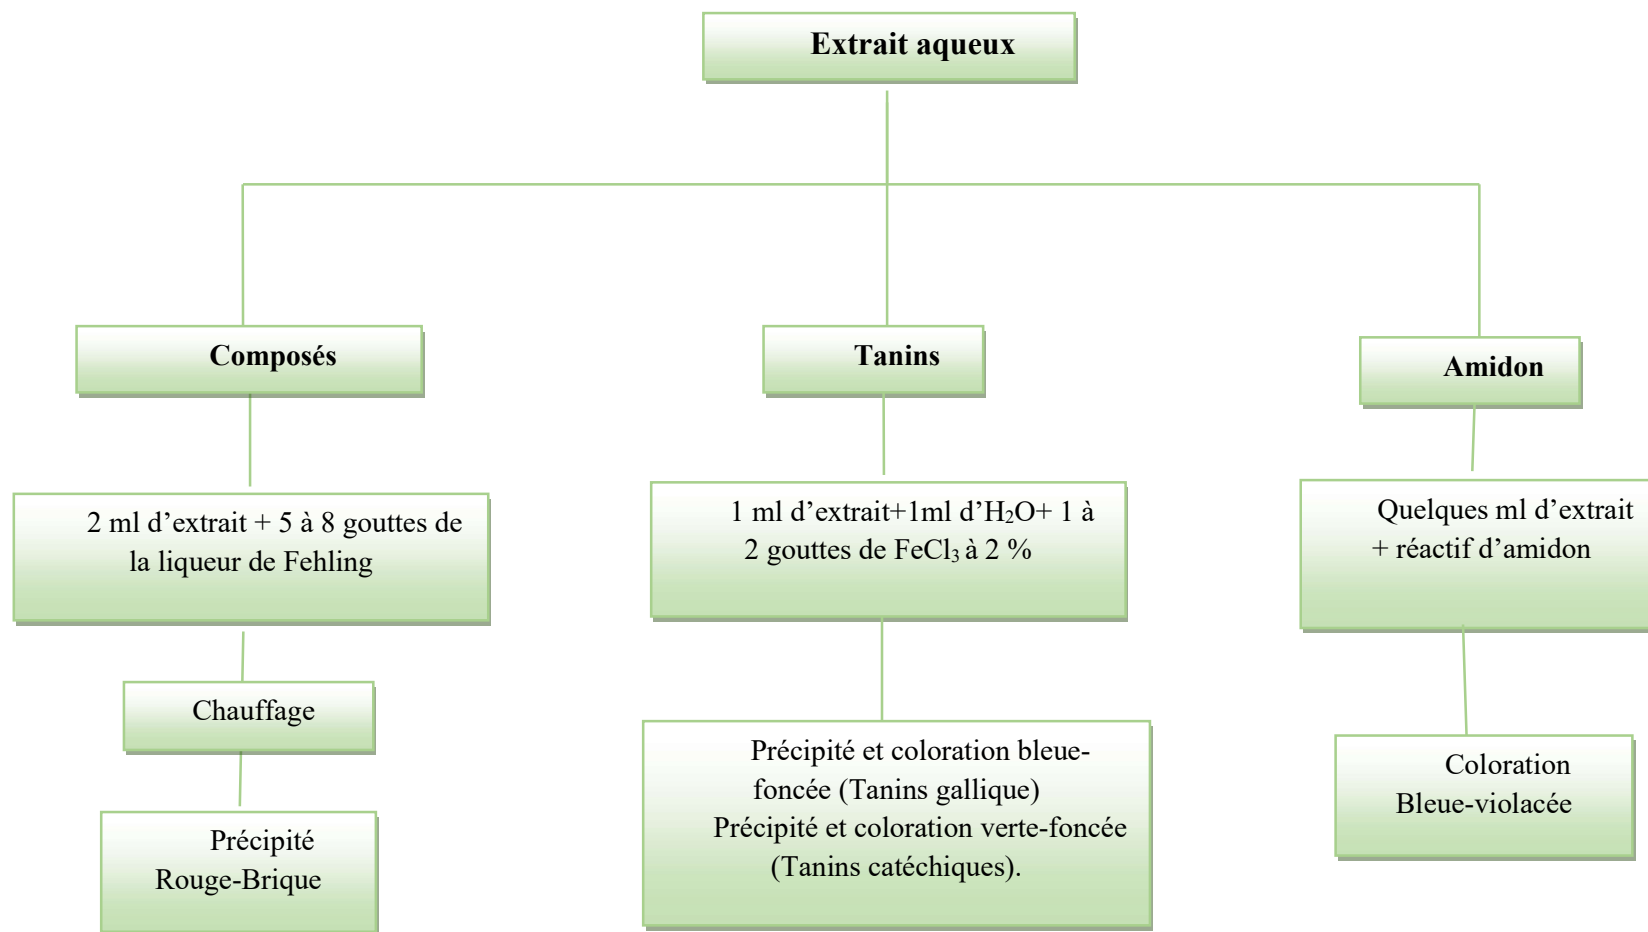 Extrait aqueux
Composés
2 ml d’extrait + 5 à 8 gouttes de
la liqueur de Fehling
Chauffage
Précipité
Rouge-Brique
Tanins
1 ml d’extrait+1ml d’H₂O+ 1 à
2 gouttes de FeCl₃ à 2 %
Précipité et coloration bleue-
foncée (Tanins gallique)
Précipité et coloration verte-foncée
(Tanins catéchiques).
Amidon
Quelques ml d’extrait
+ réactif d’amidon
Coloration
Bleue-violacée